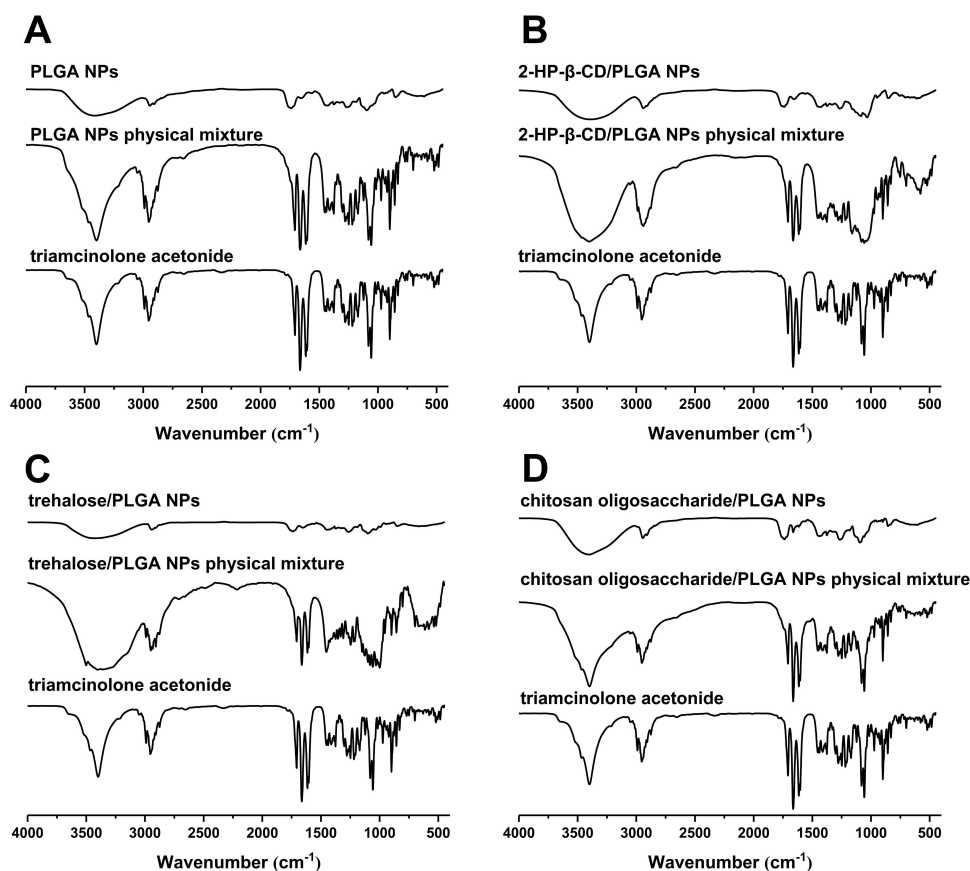 A
PLGA NPs
PLGA NPs physical mixture
triamcinolone acetonide
4000 3500 3000 2500 2000 1500 1000 500
Wavenumber (cm-1)
B
2-HP-β-CD/PLGA NPs
2-HP-β-CD/PLGA NPs physical mixture
triamcinolone acetonide
4000 3500 3000 2500 2000 1500 1000 500
Wavenumber (cm-1)
C
trehalose/PLGA NPs
trehalose/PLGA NPs physical mixture
triamcinolone acetonide
4000 3500 3000 2500 2000 1500 1000 500
Wavenumber (cm-1)
D
chitosan oligosaccharide/PLGA NPs
chitosan oligosaccharide/PLGA NPs physical mixture
triamcinolone acetonide
4000 3500 3000 2500 2000 1500 1000 500
Wavenumber (cm-1)